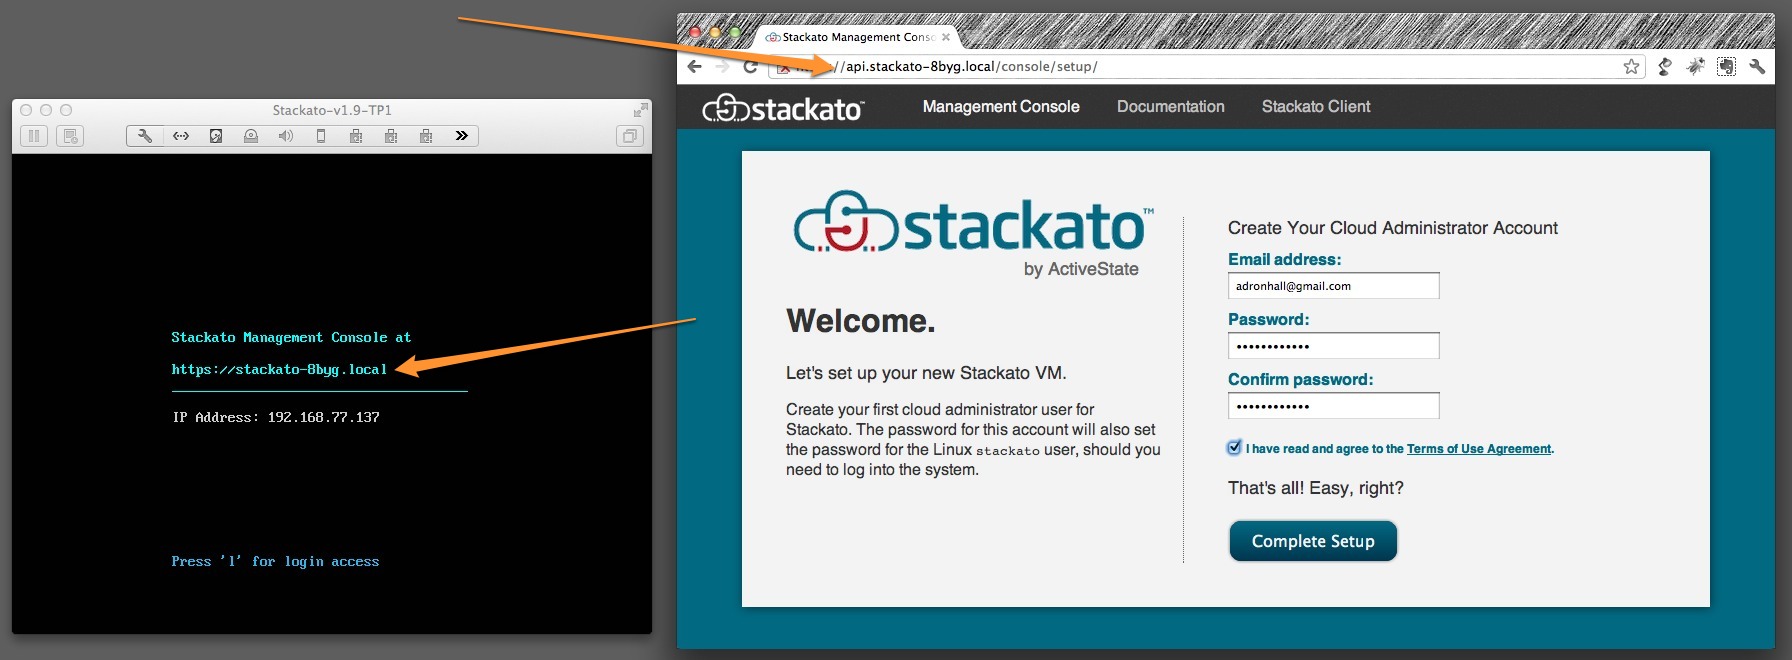 Stackato-v1.9-TP1
Stackato Management Console at
https://stackato-8byg.local
IP Address: 192.168.77.137
Press 'l' for login access
Stackato Management Conso
//api.stackato-8byg.local/console/setup/
stackato™
Management Console
Documentation
Stackato Client
stackato™
by ActiveState
Welcome.
Let's set up your new Stackato VM.
Create your first cloud administrator user for
Stackato. The password for this account will also set
the password for the Linux stackato user, should you
need to log into the system.
Create Your Cloud Administrator Account
Email address:
adronhall@gmail.com
Password:
••••••••••••
Confirm password:
••••••••••••
I have read and agree to the Terms of Use Agreement.
That's all! Easy, right?
Complete Setup